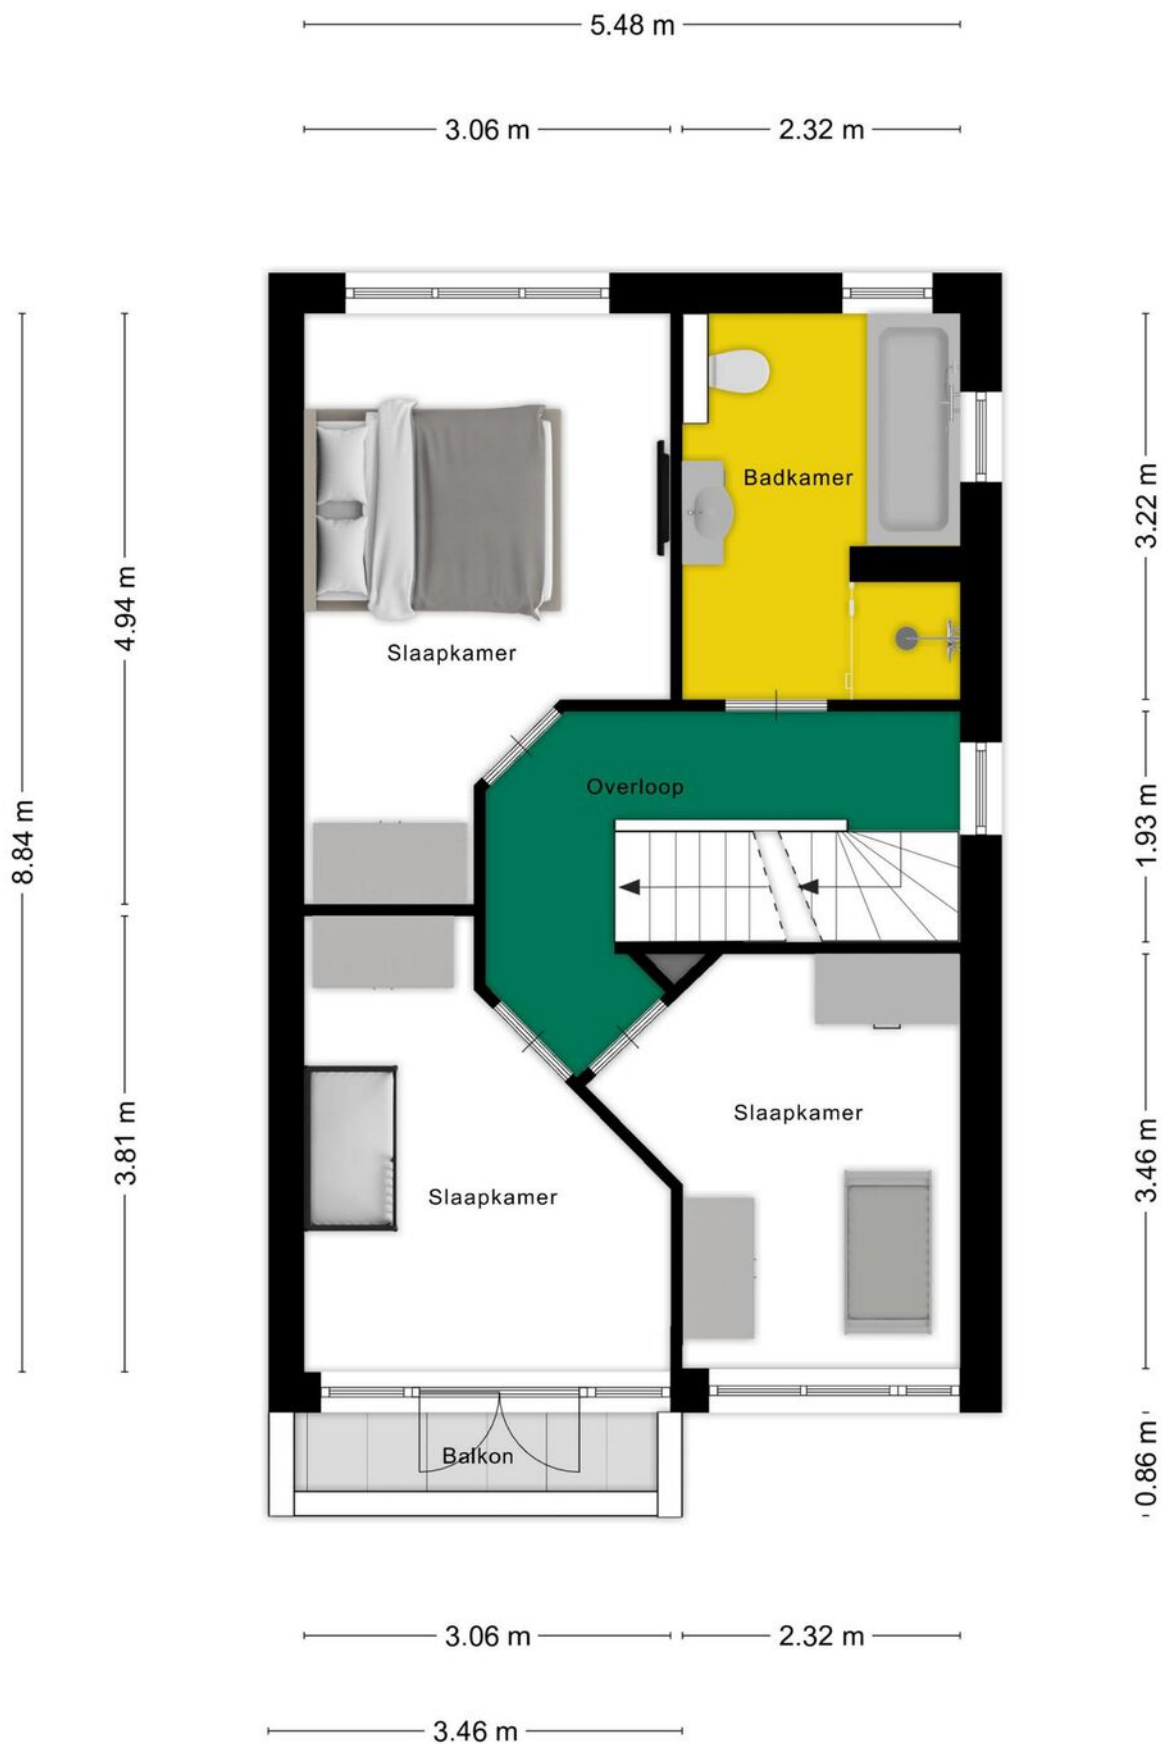 5.48 m
3.06 m
2.32 m
Badkamer
3.22 m
4.94 m
Slaapkamer
Overloop
1.93 m
8.84 m
3.81 m
Slaapkamer
3.46 m
Slaapkamer
Balkon
0.86 m
3.06 m
2.32 m
3.46 m